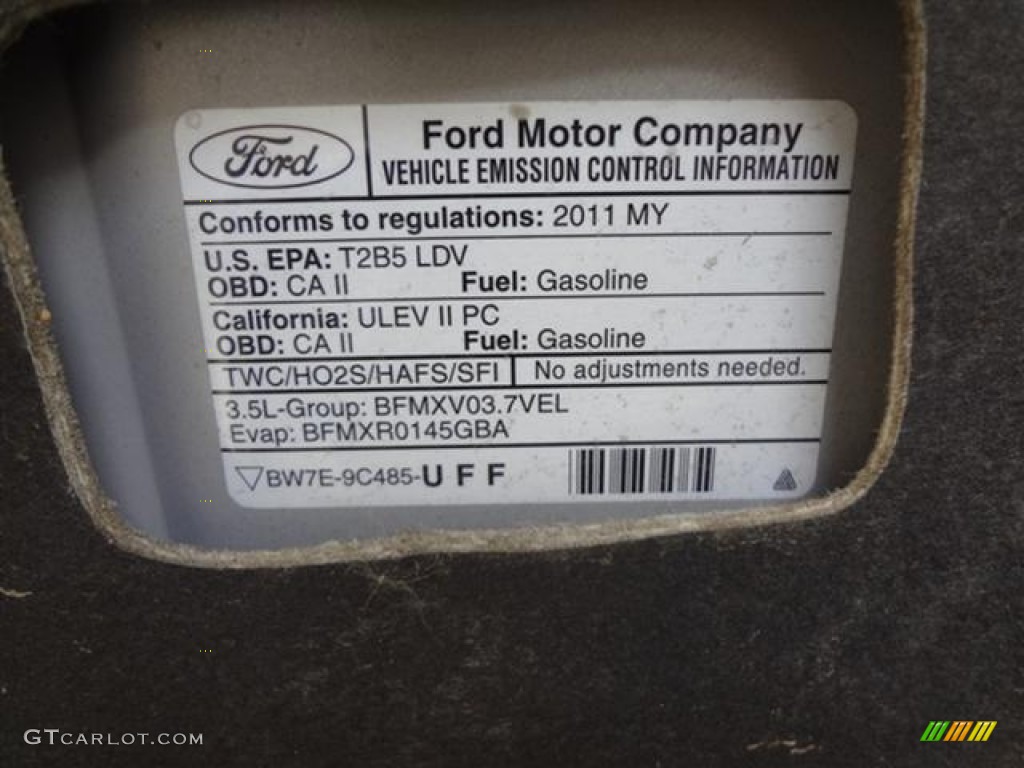 Ford
Ford Motor Company
VEHICLE EMISSION CONTROL INFORMATION
Conforms to regulations: 2011 MY
U.S. EPA: T2B5 LDV
OBD: CA II Fuel: Gasoline
California: ULEV II PC
OBD: CA II Fuel: Gasoline
TWC/HO2S/HAFS/SFI No adjustments needed.
3.5L-Group: BFMXV03.7VEL
Evap: BFMXR0145GBA
BW7E-9C485-U F F
GTCARLOT.COM